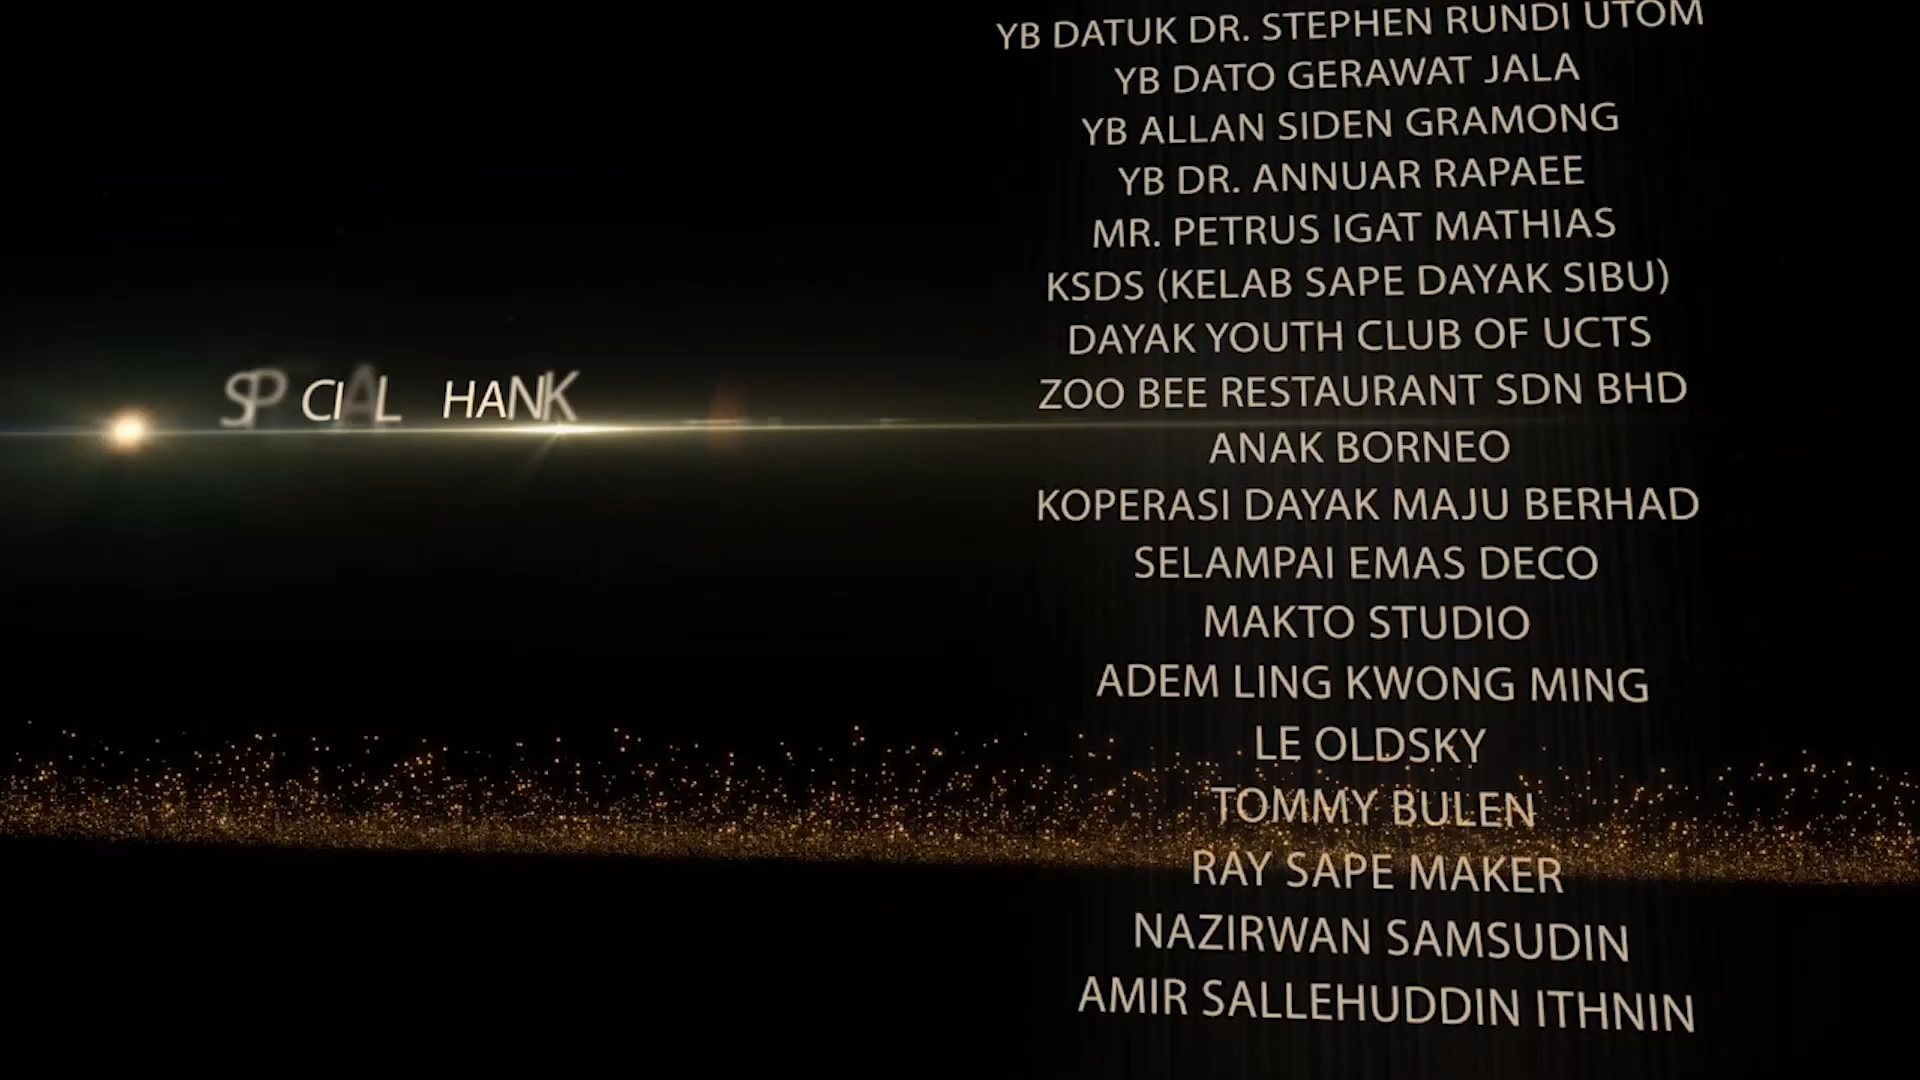 SP CIAL HANK
YB DATUK DR. STEPHEN RUNDI UTOM
YB DATO GERAWAT JALA
YB ALLAN SIDEN GRAMONG
YB DR. ANNUAR RAPAEE
MR. PETRUS IGAT MATHIAS
KSDS (KELAB SAPE DAYAK SIBU)
DAYAK YOUTH CLUB OF UCTS
ZOO BEE RESTAURANT SDN BHD
ANAK BORNEO
KOPERASI DAYAK MAJU BERHAD
SELAMPAI EMAS DECO
MAKTO STUDIO
ADEM LING KWONG MING
LE OLDSKY
TOMMY BULEN
RAY SAPE MAKER
NAZIRWAN SAMSUDIN
AMIR SALLEHUDDIN ITHNIN